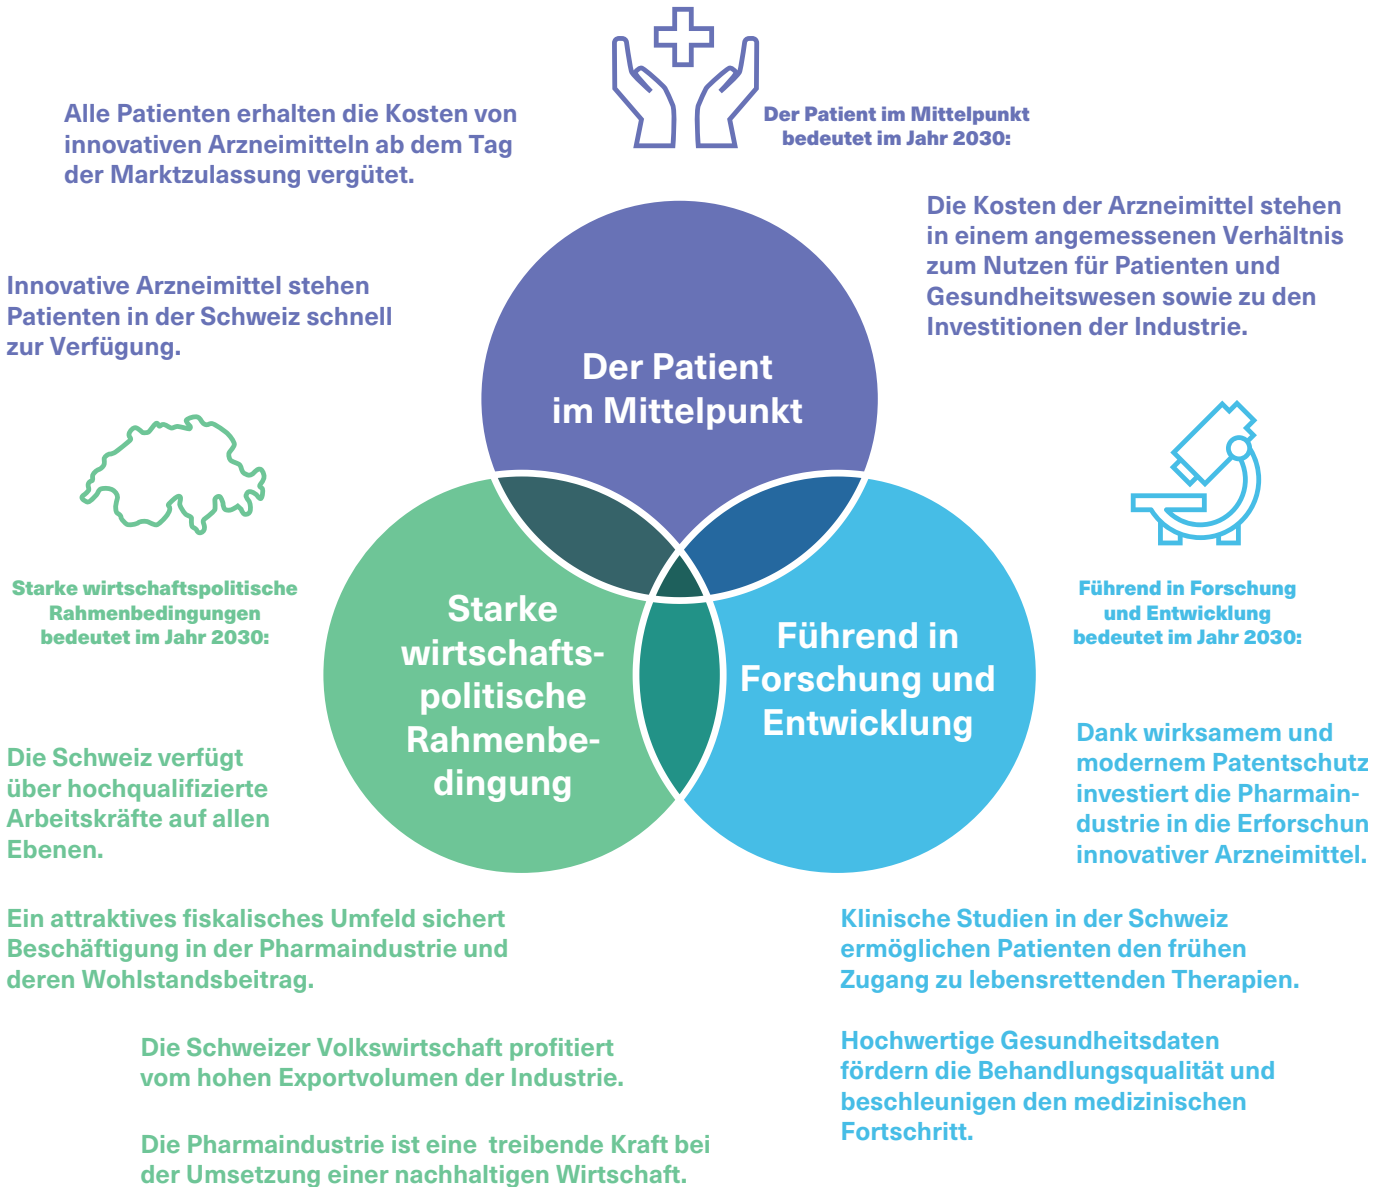 Der Patient im Mittelpunkt
bedeutet im Jahr 2030:
Alle Patienten erhalten die Kosten von
innovativen Arzneimitteln ab dem Tag
der Marktzulassung vergütet.
Die Kosten der Arzneimittel stehen
in einem angemessenen Verhältnis
zum Nutzen für Patienten und
Gesundheitswesen sowie zu den
Investitionen der Industrie.
Innovative Arzneimittel stehen
Patienten in der Schweiz schnell
zur Verfügung.
Der Patient
im Mittelpunkt
Starke wirtschaftspolitische
Rahmenbedingungen
bedeutet im Jahr 2030:
Starke
wirtschafts-
politische
Rahmenbe-
dingung
Führend in
Forschung und
Entwicklung
Führend in Forschung
und Entwicklung
bedeutet im Jahr 2030:
Die Schweiz verfügt
über hochqualifizierte
Arbeitskräfte auf allen
Ebenen.
Dank wirksamem und
modernem Patentschutz
investiert die Pharmain-
dustrie in die Erforschun
innovativer Arzneimittel.
Ein attraktives fiskalisches Umfeld sichert
Beschäftigung in der Pharmaindustrie und
deren Wohlstandsbeitrag.
Klinische Studien in der Schweiz
ermöglichen Patienten den frühen
Zugang zu lebensrettenden Therapien.
Die Schweizer Volkswirtschaft profitiert
vom hohen Exportvolumen der Industrie.
Hochwertige Gesundheitsdaten
fördern die Behandlungsqualität und
beschleunigen den medizinischen
Fortschritt.
Die Pharmaindustrie ist eine treibende Kraft bei
der Umsetzung einer nachhaltigen Wirtschaft.